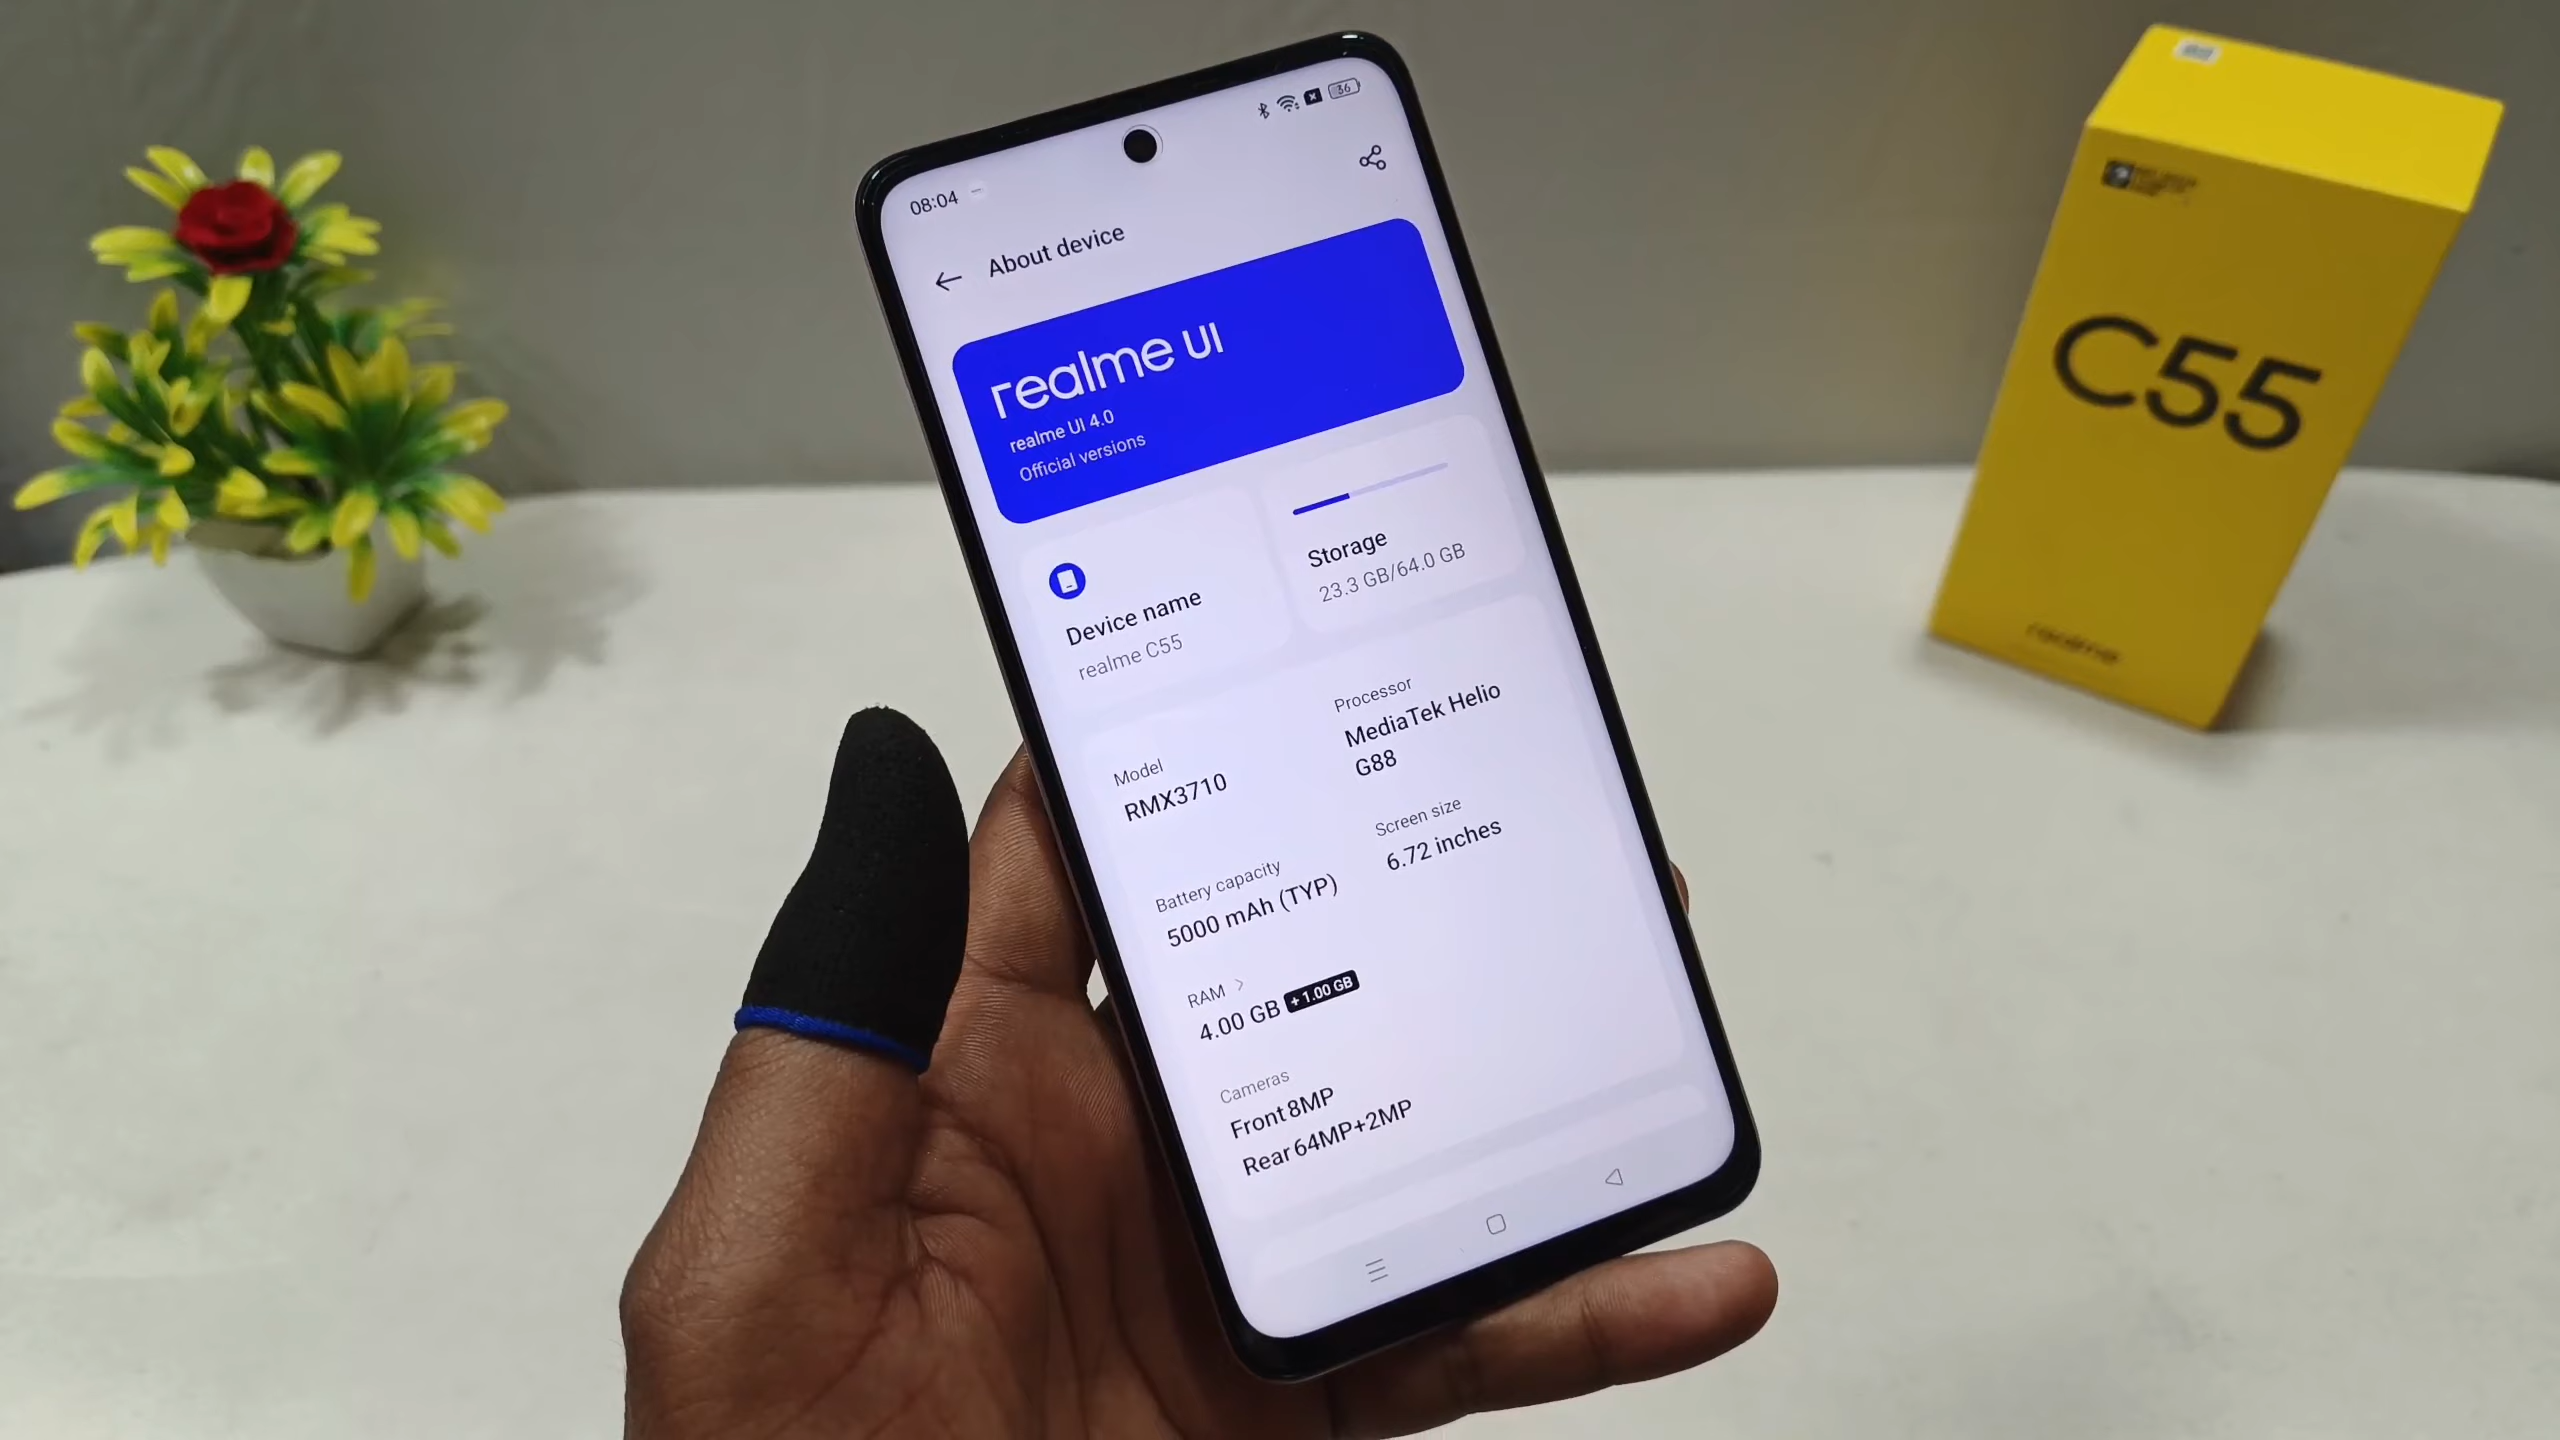 08:04
36
About device
realme UI
realme UI 4.0
Official versions
Device name
realme C55
Storage
23.3 GB/64.0 GB
Model
RMX3710
Processor
MediaTek Helio
G88
Battery capacity
5000 mAh (TYP)
Screen size
6.72 inches
RAM
4.00 GB + 1.00 GB
Cameras
Front 8MP
Rear 64MP+2MP
C55
realme